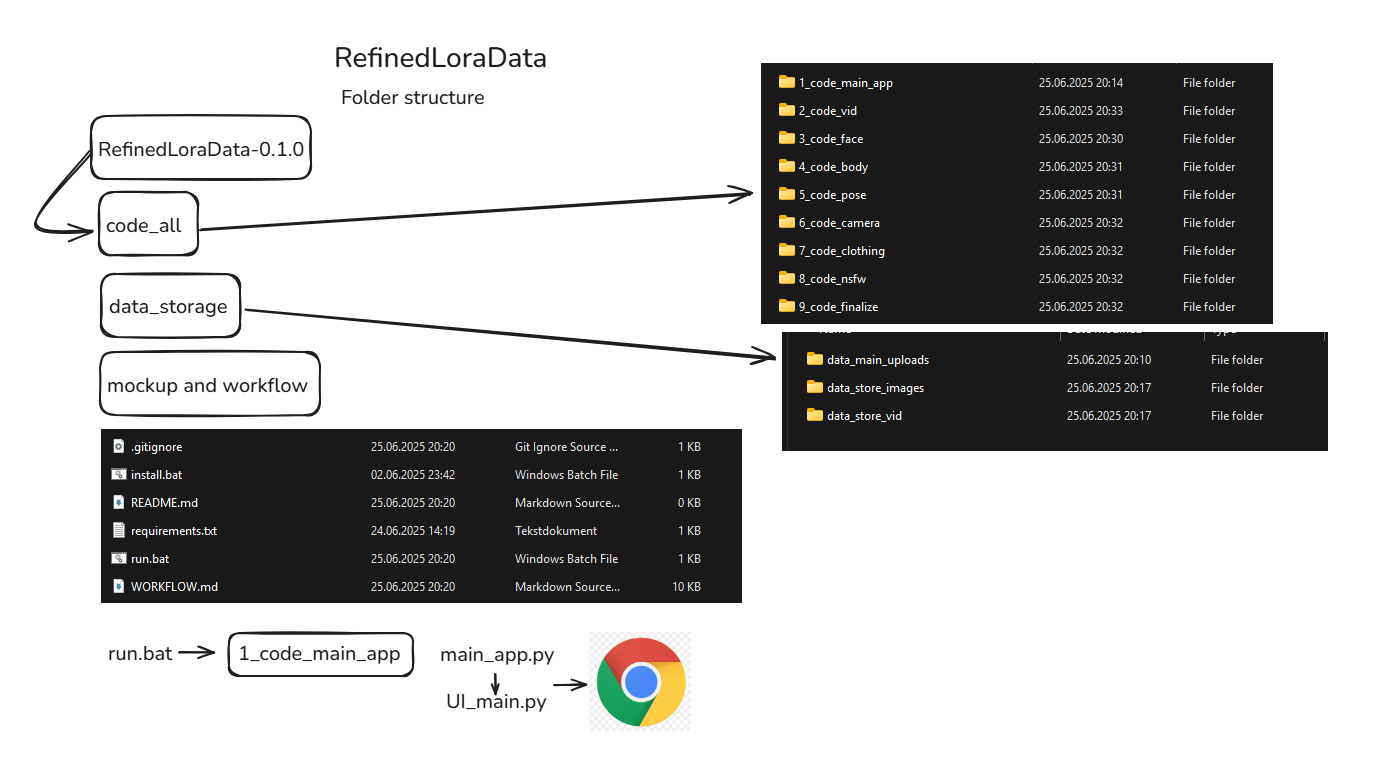 RefinedLoraData
Folder structure
RefinedLoraData-0.1.0
code_all
data_storage
mockup and workflow
1_code_main_app 25.06.2025 20:14 File folder
2_code_vid 25.06.2025 20:33 File folder
3_code_face 25.06.2025 20:30 File folder
4_code_body 25.06.2025 20:31 File folder
5_code_pose 25.06.2025 20:31 File folder
6_code_camera 25.06.2025 20:32 File folder
7_code_clothing 25.06.2025 20:32 File folder
8_code_nsfw 25.06.2025 20:32 File folder
9_code_finalize 25.06.2025 20:32 File folder
data_main_uploads 25.06.2025 20:10 File folder
data_store_images 25.06.2025 20:17 File folder
data_store_vid 25.06.2025 20:17 File folder
.gitignore 25.06.2025 20:20 Git Ignore Source ... 1 KB
install.bat 02.06.2025 23:42 Windows Batch File 1 KB
README.md 25.06.2025 20:20 Markdown Source... 0 KB
requirements.txt 24.06.2025 14:19 Tekstdokument 1 KB
run.bat 25.06.2025 20:20 Windows Batch File 1 KB
WORKFLOW.md 25.06.2025 20:20 Markdown Source... 10 KB
run.bat
1_code_main_app
main_app.py
UI_main.py